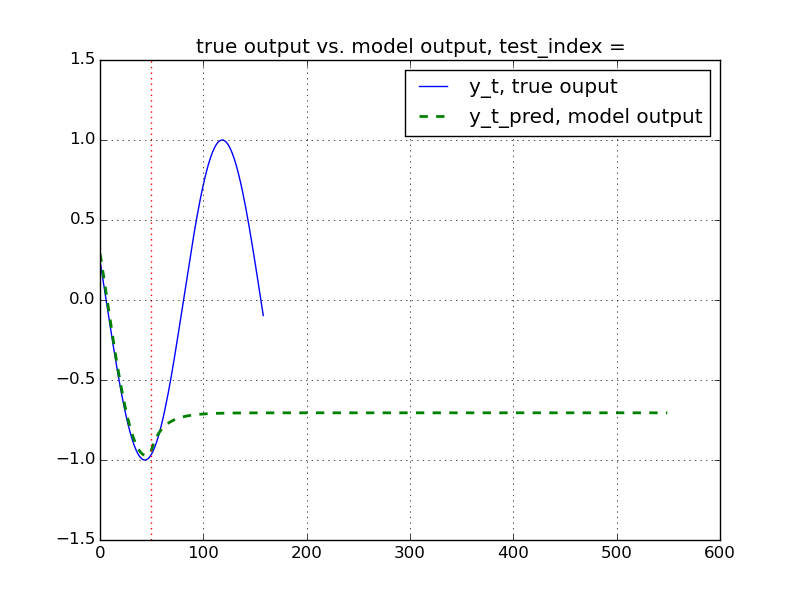 true output vs. model output, test_index =
y_t, true ouput
y_t_pred, model output
1.5
1.0
0.5
0.0
−0.5
−1.0
−1.5
0 100 200 300 400 500 600